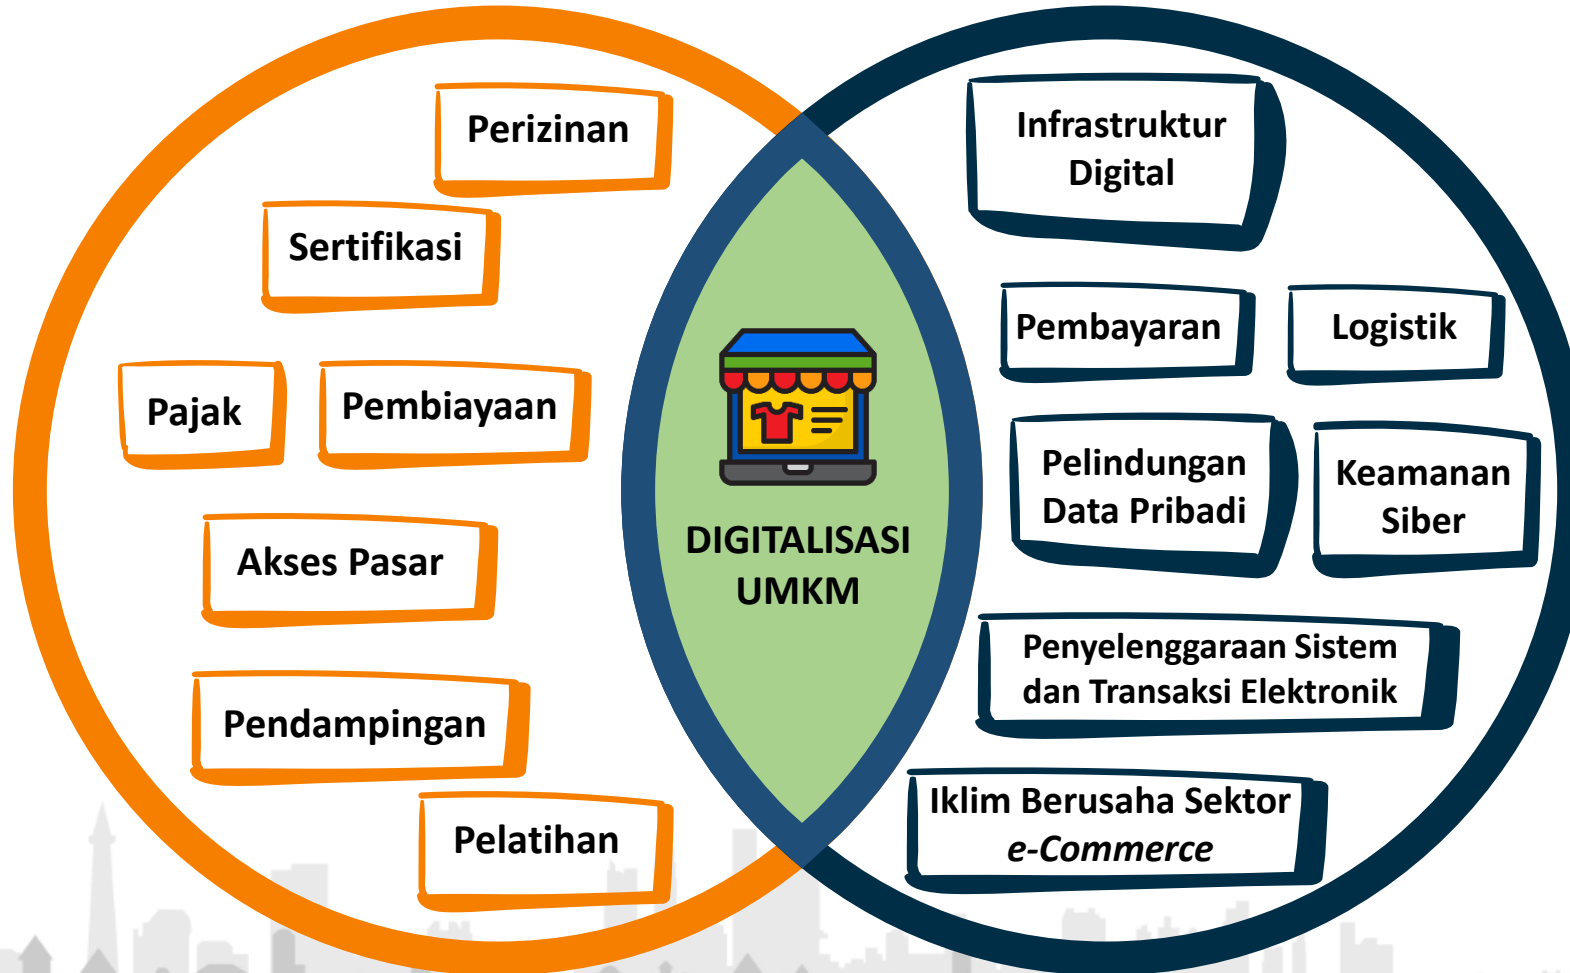 Perizinan
Sertifikasi
Pajak
Pembiayaan
Akses Pasar
Pendampingan
Pelatihan
DIGITALISASI
UMKM
Infrastruktur
Digital
Pembayaran
Logistik
Pelindungan
Data Pribadi
Keamanan
Siber
Penyelenggaraan Sistem
dan Transaksi Elektronik
Iklim Berusaha Sektor
e-Commerce